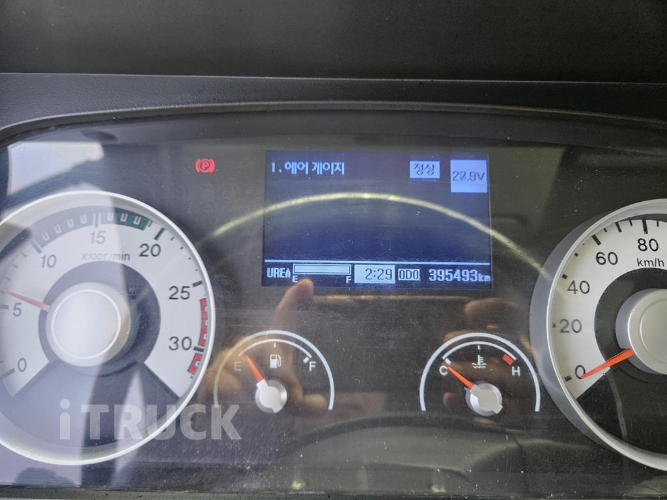 1. 에어 게이지
정상
28.9V
UREA
E
F
2:29
ODO
395493km
0
5
10
15
20
25
30
x100r/min
E
F
C
H
0
20
40
60
80
km/h
iTRUCK